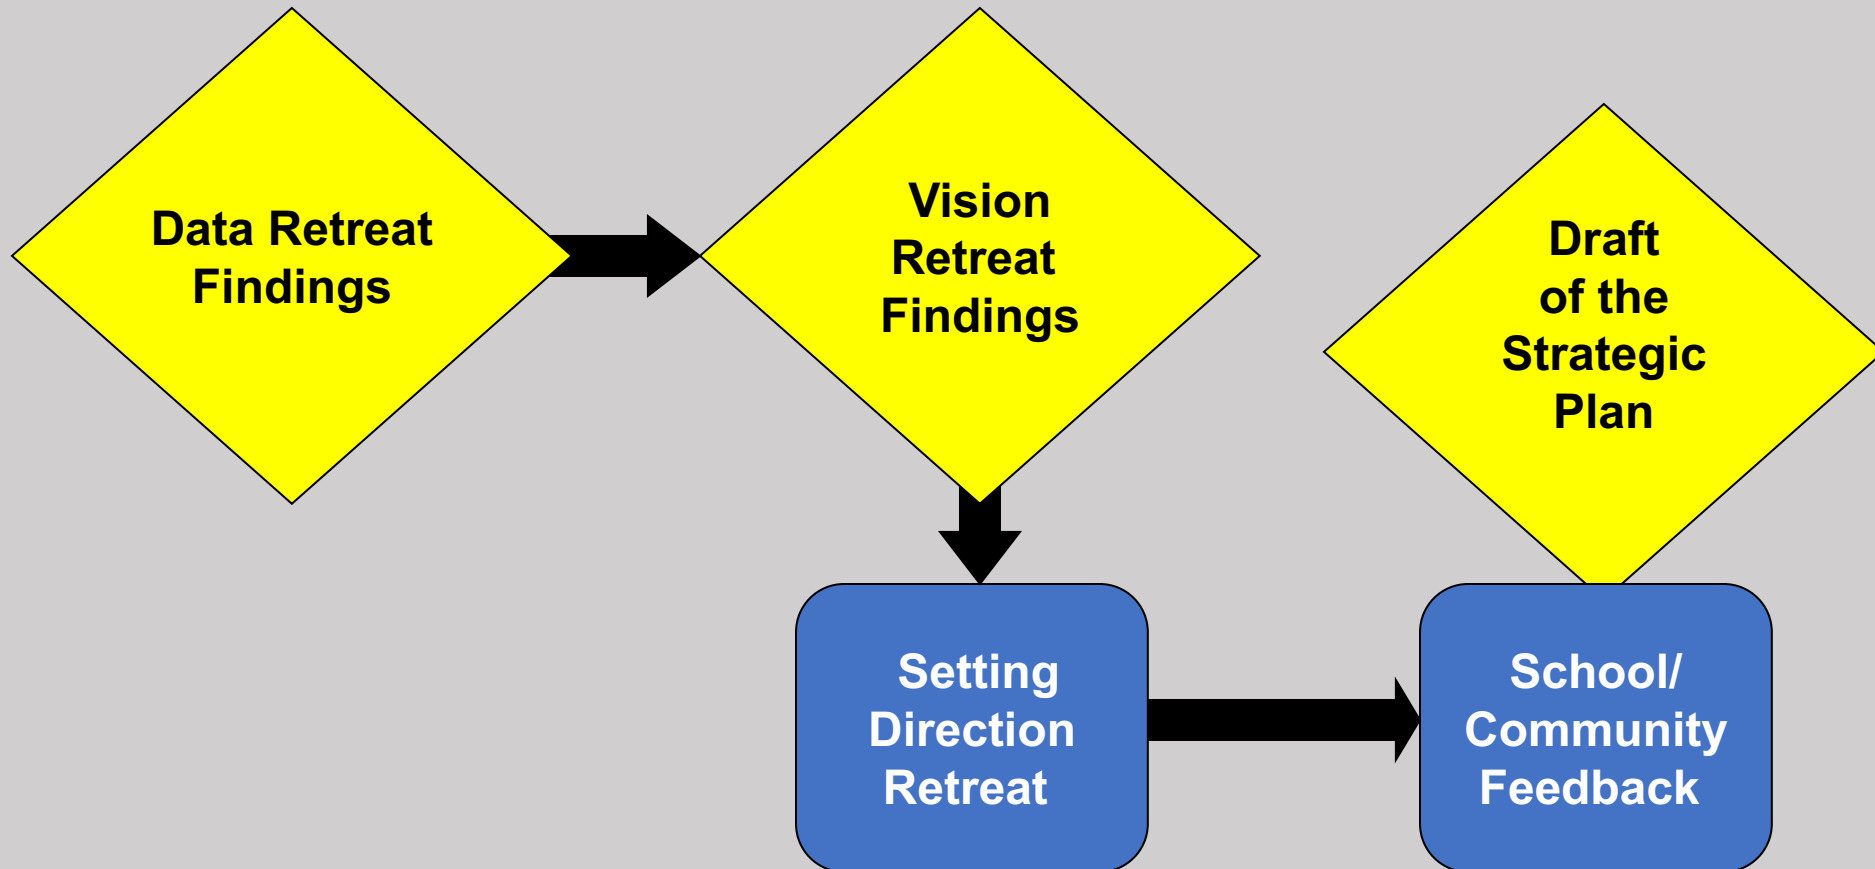 Data Retreat
Findings
Vision
Retreat
Findings
Draft
of the
Strategic
Plan
Setting
Direction
Retreat
School/
Community
Feedback